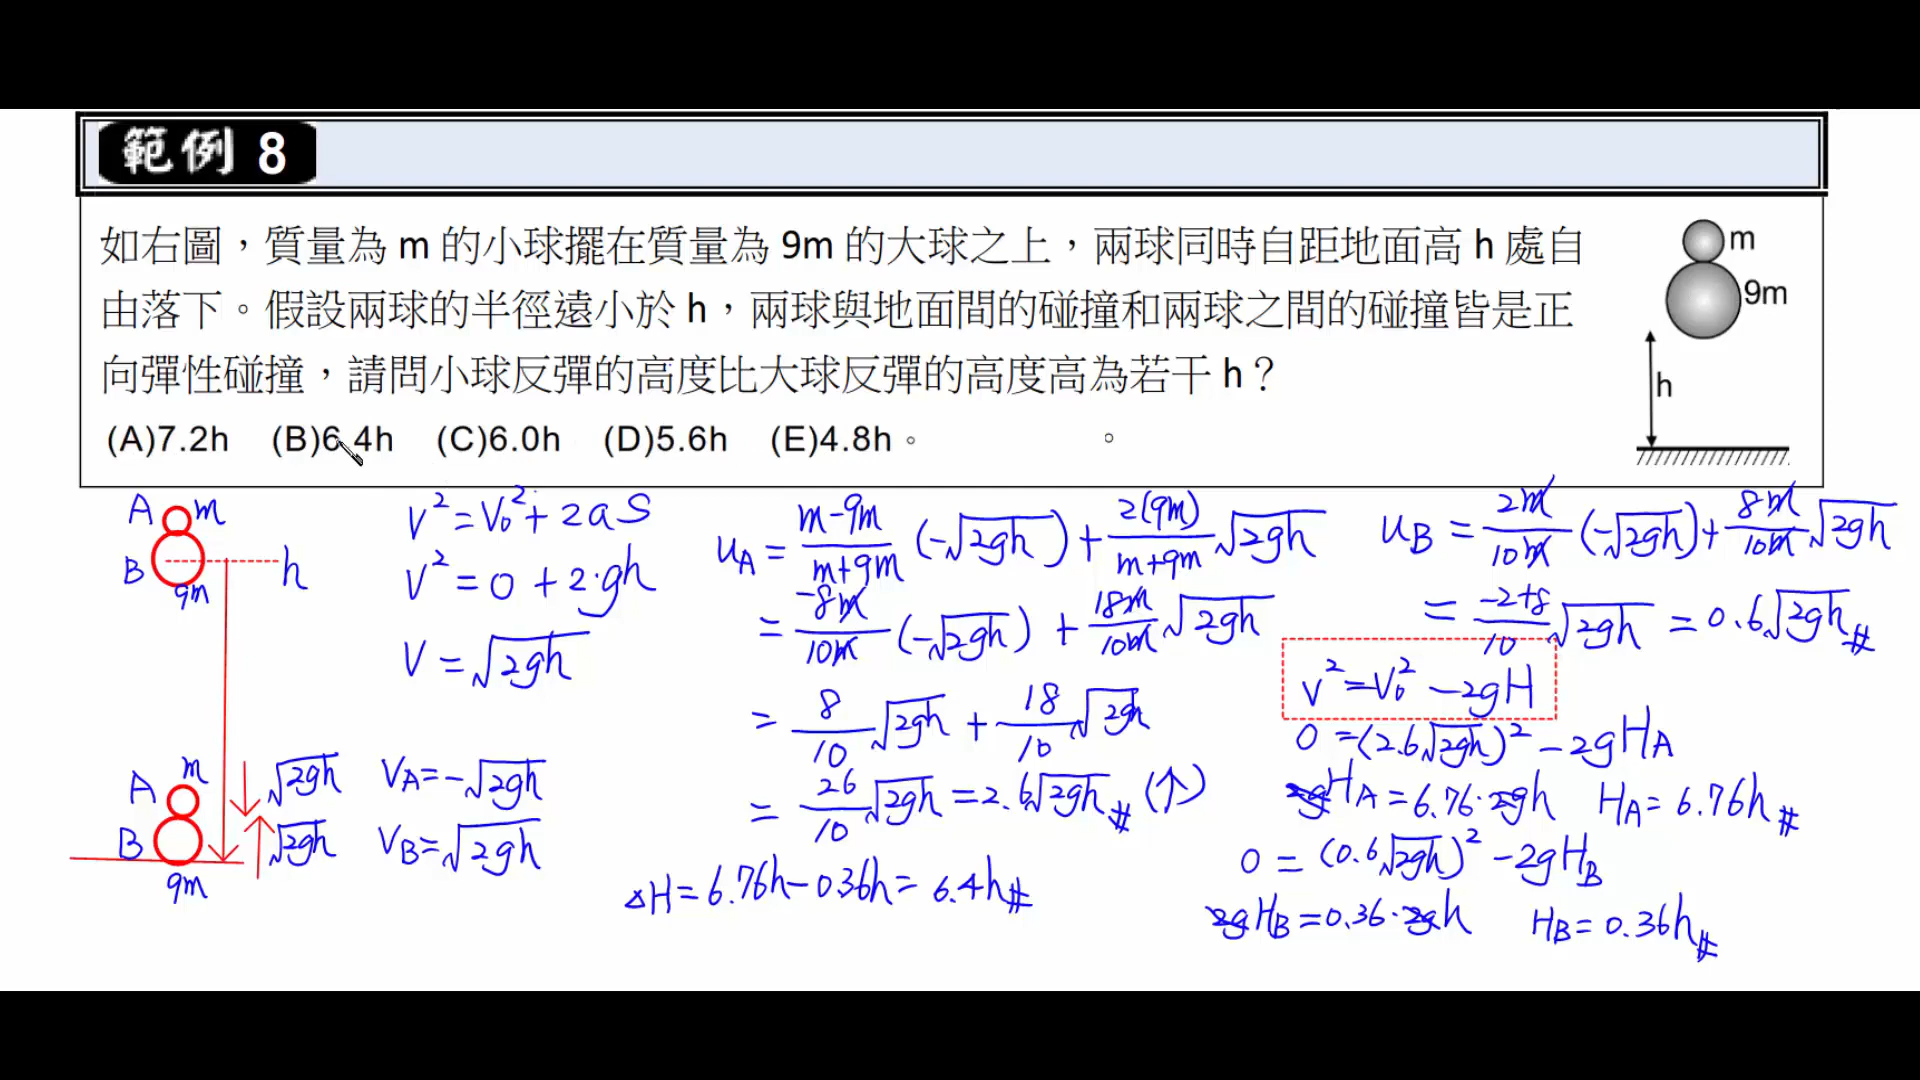 範例 8
如右圖，質量為 m 的小球擺在質量為 9m 的大球之上，兩球同時自距地面高 h 處自
由落下。假設兩球的半徑遠小於 h，兩球與地面間的碰撞和兩球之間的碰撞皆是正
向彈性碰撞，請問小球反彈的高度比大球反彈的高度高為若干 h？
(A)7.2h (B)6.4h (C)6.0h (D)5.6h (E)4.8h。
m
9m
h
A m
B
9m
h
V² = V₀² + 2aS
V² = 0 + 2·gh
V = √2gh
A m
B
9m
√2gh
√2gh
VA = -√2gh
VB = √2gh
uA = (m-9m)/(m+9m) (-√2gh) + 2(9m)/(m+9m) √2gh
= -8m/10m (-√2gh) + 18m/10m √2gh
= 8/10 √2gh + 18/10 √2gh
= 26/10 √2gh = 2.6√2gh # (↑)
△H = 6.76h - 036h = 6.4h #
uB = 2m/10m (-√2gh) + 8m/10m √2gh
= (-2+8)/10 √2gh = 0.6√2gh #
V² = V₀² - 2gH
0 = (2.6√2gh)² - 2gHA
2gHA = 6.76·2gh HA = 6.76h #
0 = (0.6√2gh)² - 2gHB
2gHB = 0.36·2gh HB = 0.36h #